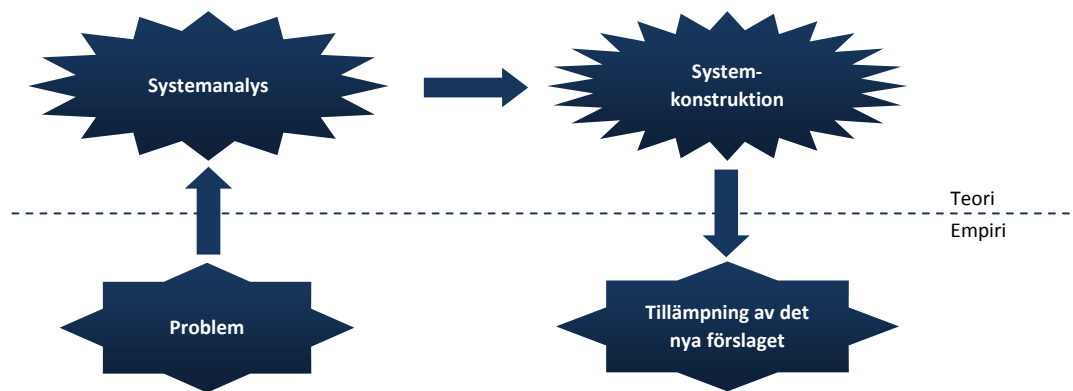 Systemanalys
System-
konstruktion
Teori
Empiri
Problem
Tillämpning av det
nya förslaget